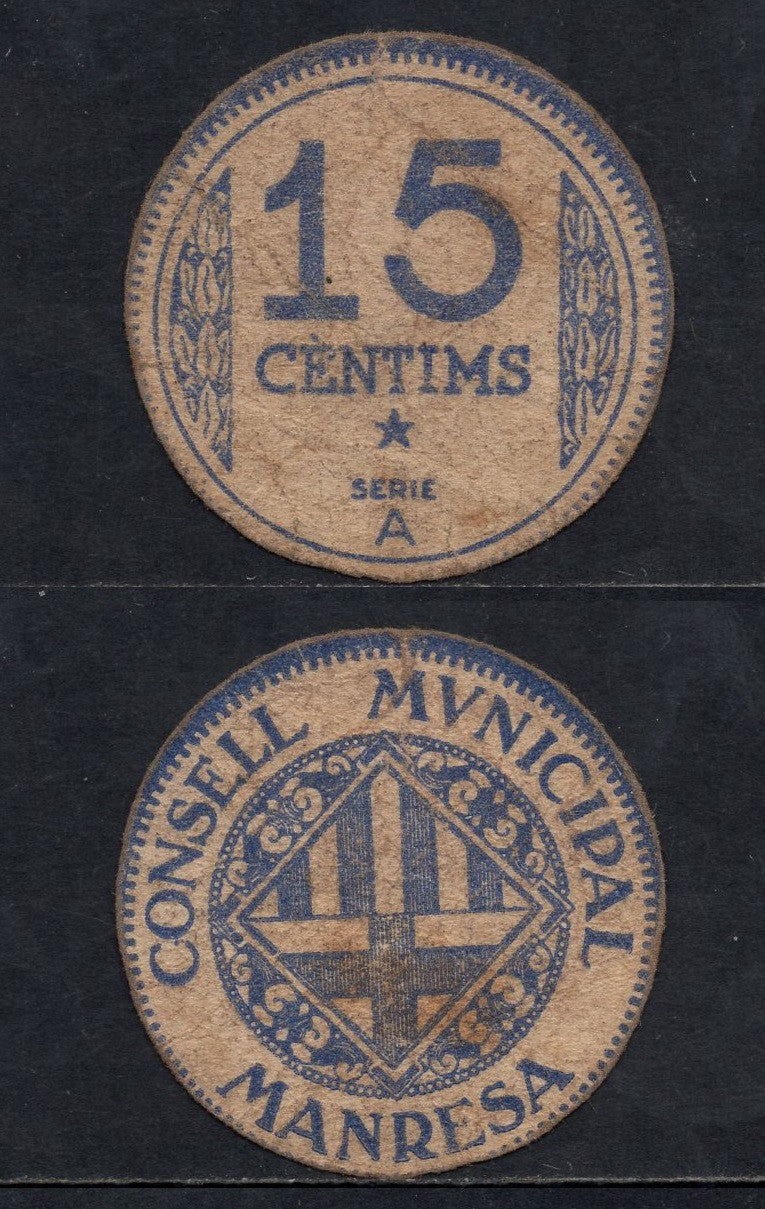 15
CÈNTIMS
SERIE
A
CONSELL MVNICIPAL
MANRESA